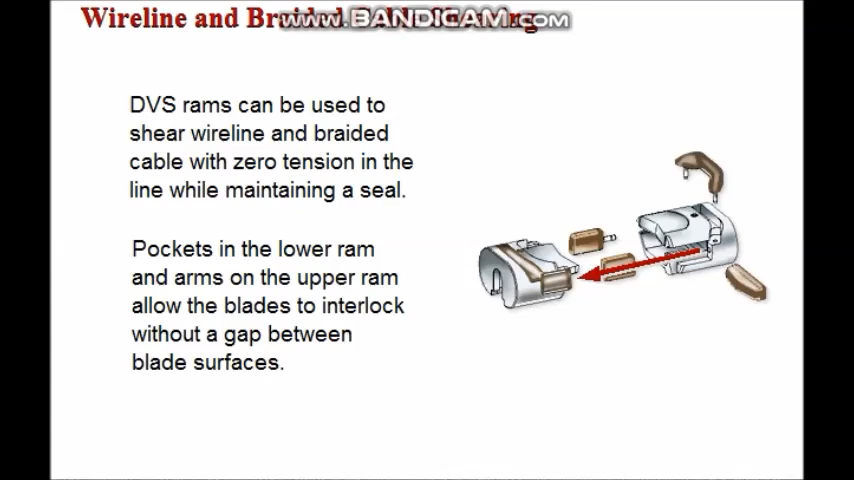 Wireline and Braided
www.BANDICAM.com
DVS rams can be used to
shear wireline and braided
cable with zero tension in the
line while maintaining a seal.
Pockets in the lower ram
and arms on the upper ram
allow the blades to interlock
without a gap between
blade surfaces.